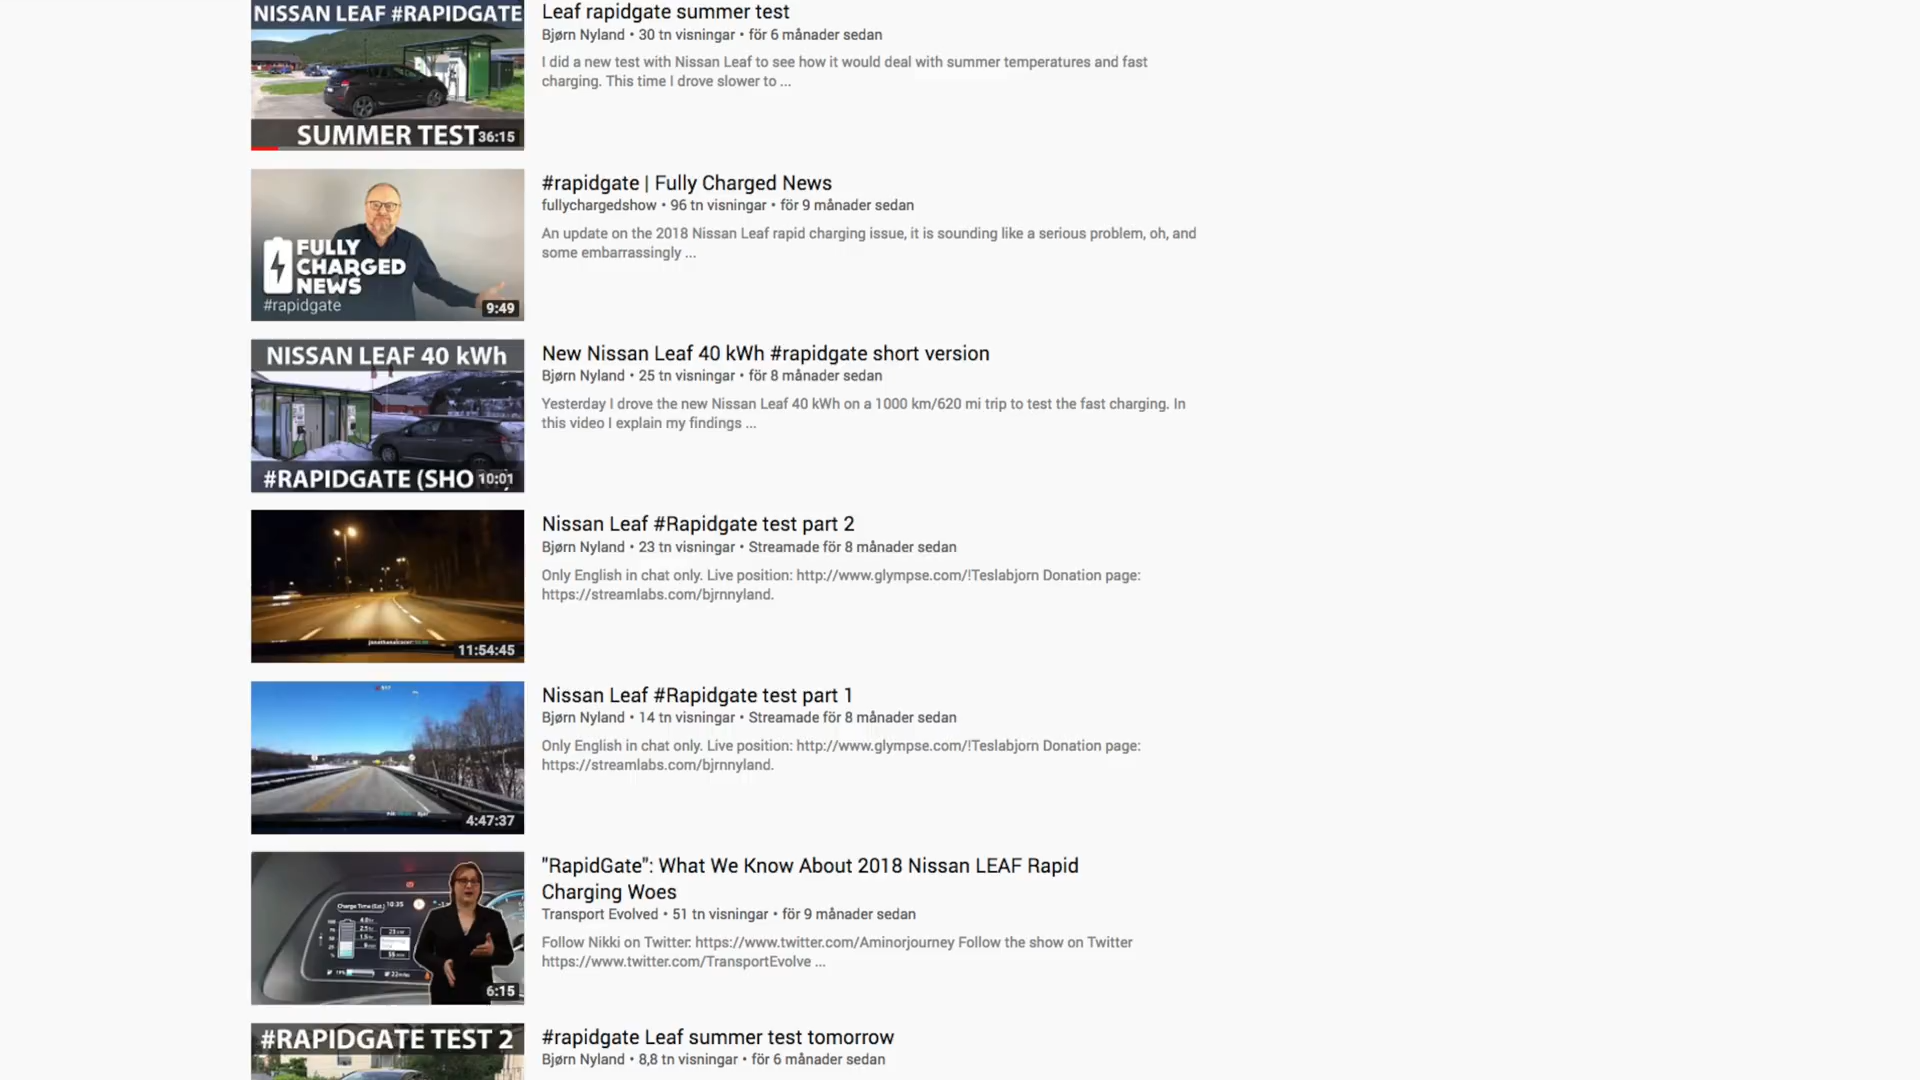 NISSAN LEAF #RAPIDGATE
SUMMER TEST
36:15
Leaf rapidgate summer test
Bjørn Nyland • 30 tn visningar • för 6 månader sedan
I did a new test with Nissan Leaf to see how it would deal with summer temperatures and fast
charging. This time I drove slower to ...
FULLY
CHARGED
NEWS
#rapidgate
9:49
#rapidgate | Fully Charged News
fullychargedshow • 96 tn visningar • för 9 månader sedan
An update on the 2018 Nissan Leaf rapid charging issue, it is sounding like a serious problem, oh, and
some embarrassingly ...
NISSAN LEAF 40 kWh
#RAPIDGATE (SHO
10:01
New Nissan Leaf 40 kWh #rapidgate short version
Bjørn Nyland • 25 tn visningar • för 8 månader sedan
Yesterday I drove the new Nissan Leaf 40 kWh on a 1000 km/620 mi trip to test the fast charging. In
this video I explain my findings ...
11:54:45
Nissan Leaf #Rapidgate test part 2
Bjørn Nyland • 23 tn visningar • Streamade för 8 månader sedan
Only English in chat only. Live position: http://www.glympse.com/!Teslabjorn Donation page:
https://streamlabs.com/bjrnnyland.
4:47:37
Nissan Leaf #Rapidgate test part 1
Bjørn Nyland • 14 tn visningar • Streamade för 8 månader sedan
Only English in chat only. Live position: http://www.glympse.com/!Teslabjorn Donation page:
https://streamlabs.com/bjrnnyland.
Charge Time (Est.) 10:35
6:15
"RapidGate": What We Know About 2018 Nissan LEAF Rapid
Charging Woes
Transport Evolved • 51 tn visningar • för 9 månader sedan
Follow Nikki on Twitter: https://www.twitter.com/Aminorjourney Follow the show on Twitter
https://www.twitter.com/TransportEvolve ...
#RAPIDGATE TEST 2
#rapidgate Leaf summer test tomorrow
Bjørn Nyland • 8,8 tn visningar • för 6 månader sedan